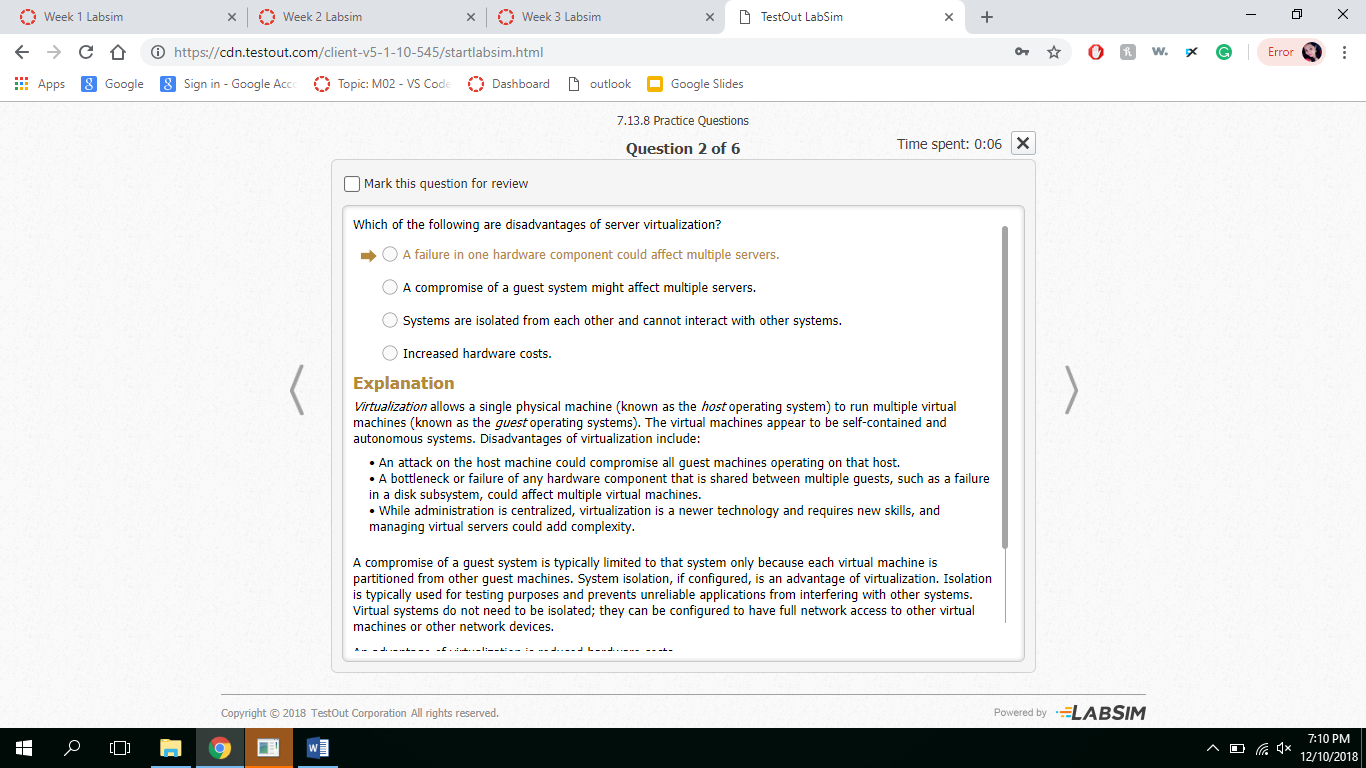 Week 1 Labsim
Week 2 Labsim
Week 3 Labsim
TestOut LabSim
https://cdn.testout.com/client-v5-1-10-545/startlabsim.html
Error
Apps
Google
Sign in - Google Acc
Topic: M02 - VS Code
Dashboard
outlook
Google Slides
7.13.8 Practice Questions
Question 2 of 6
Time spent: 0:06
Mark this question for review
Which of the following are disadvantages of server virtualization?
A failure in one hardware component could affect multiple servers.
A compromise of a guest system might affect multiple servers.
Systems are isolated from each other and cannot interact with other systems.
Increased hardware costs.
Explanation
Virtualization allows a single physical machine (known as the host operating system) to run multiple virtual
machines (known as the guest operating systems). The virtual machines appear to be self-contained and
autonomous systems. Disadvantages of virtualization include:
• An attack on the host machine could compromise all guest machines operating on that host.
• A bottleneck or failure of any hardware component that is shared between multiple guests, such as a failure
in a disk subsystem, could affect multiple virtual machines.
• While administration is centralized, virtualization is a newer technology and requires new skills, and
managing virtual servers could add complexity.
A compromise of a guest system is typically limited to that system only because each virtual machine is
partitioned from other guest machines. System isolation, if configured, is an advantage of virtualization. Isolation
is typically used for testing purposes and prevents unreliable applications from interfering with other systems.
Virtual systems do not need to be isolated; they can be configured to have full network access to other virtual
machines or other network devices.
An advantage of virtualization is reduced hardware costs.
Copyright © 2018 TestOut Corporation All rights reserved.
Powered by LABSIM
7:10 PM
12/10/2018